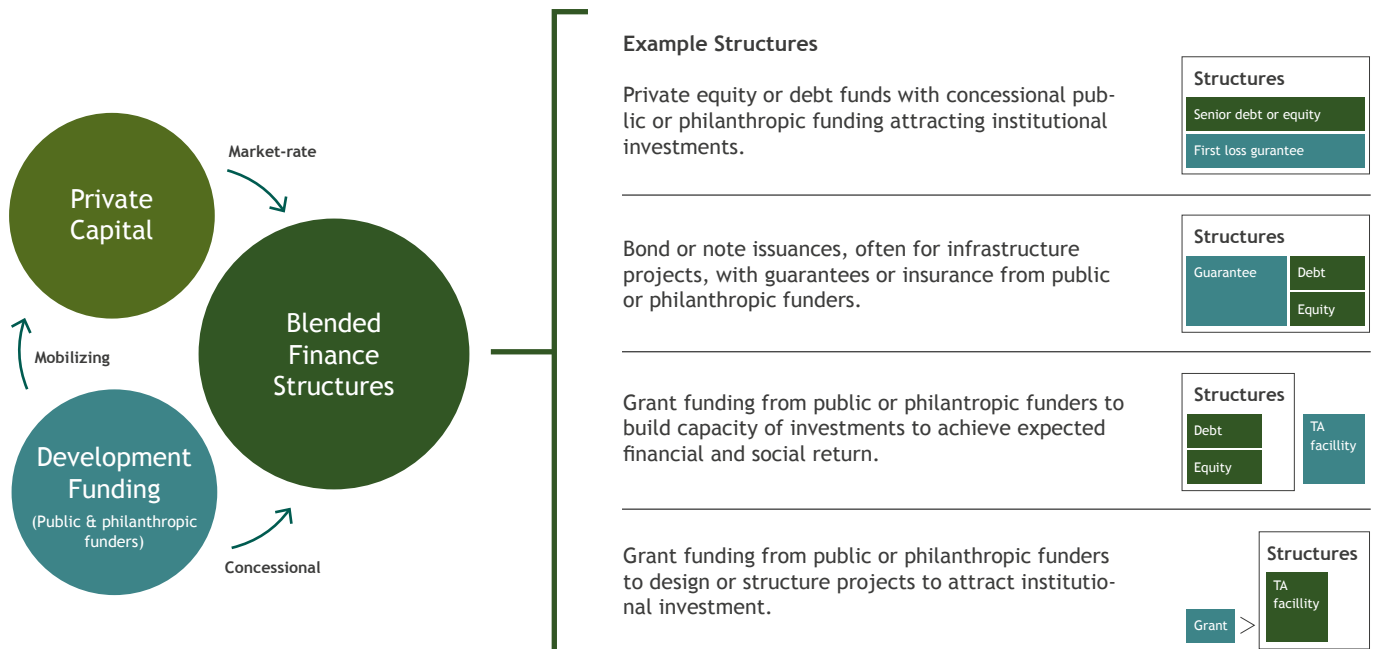 Private
Capital
Market-rate
Mobilizing
Blended
Finance
Structures
Development
Funding
(Public & philanthropic
funders)
Concessional
Example Structures
Private equity or debt funds with concessional pub-
lic or philanthropic funding attracting institutional
investments.
Structures
Senior debt or equity
First loss gurantee
Bond or note issuances, often for infrastructure
projects, with guarantees or insurance from public
or philanthropic funders.
Structures
Guarantee
Debt
Equity
Grant funding from public or philantropic funders to
build capacity of investments to achieve expected
financial and social return.
Structures
Debt
Equity
TA
facillity
Grant funding from public or philanthropic funders
to design or structure projects to attract institutio-
nal investment.
Structures
TA
facillity
Grant
>